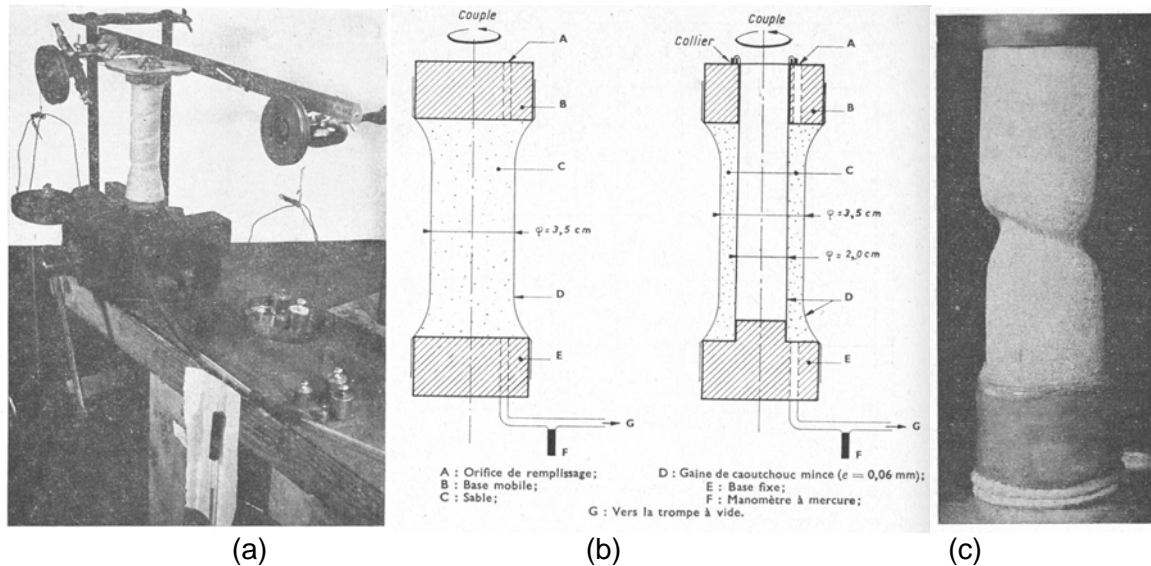 Couple
A
B
C
φ = 3,5 cm
D
E
G
F
Couple
Collier
A
B
C
φ = 3,5 cm
φ = 2,0 cm
D
E
G
F
A : Orifice de remplissage;
B : Base mobile;
C : Sable;
D : Gaine de caoutchouc mince (e = 0,06 mm);
E : Base fixe;
F : Manomètre à mercure;
G : Vers la trompe à vide.
(a) (b) (c)